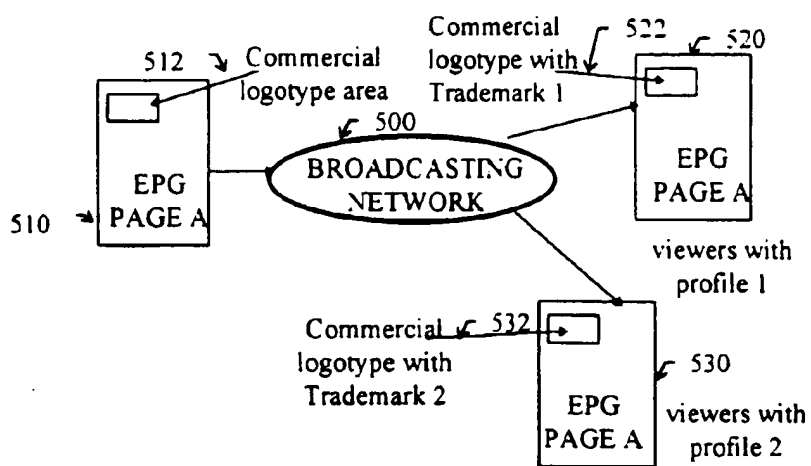 512
Commercial
logotype area
510
EPG
PAGE A
500
BROADCASTING
NETWORK
Commercial
logotype with
Trademark 1
522
520
EPG
PAGE A
viewers with
profile 1
Commercial
logotype with
Trademark 2
532
530
EPG
PAGE A
viewers with
profile 2